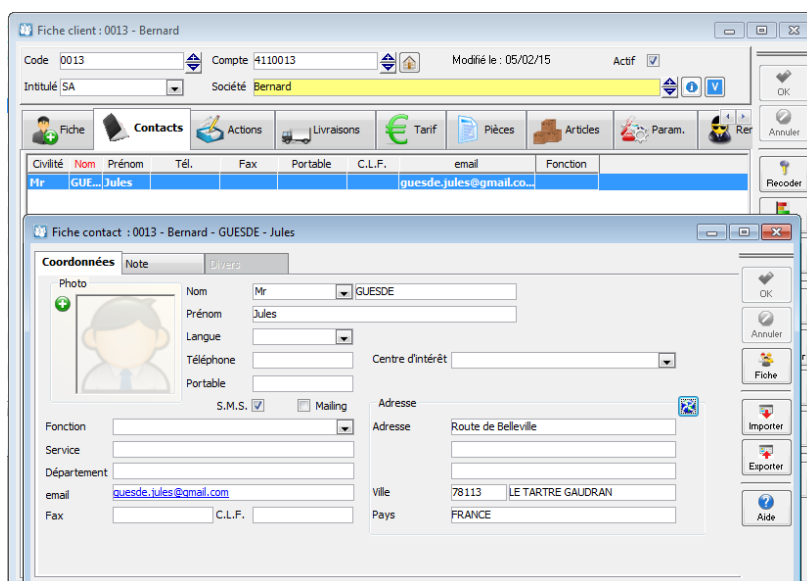 Fiche client : 0013 - Bernard
Code 0013 Compte 4110013 Modifié le : 05/02/15 Actif
OK
Intitulé SA Société Bernard
Annuler
Fiche Contacts Actions Livraisons Tarif Pièces Articles Param. Rer
Civilité Nom Prénom Tél. Fax Portable C.L.F. email Fonction
Mr GUE... Jules guesde.jules@gmail.co...
Recoder
Fiche contact : 0013 - Bernard - GUESDE - Jules
Coordonnées Note Divers
Photo
Nom Mr GUESDE
OK
Prénom Jules
Langue
Annuler
Téléphone Centre d'intérêt
Fiche
Portable
S.M.S. Mailing Adresse
Fonction Adresse Route de Belleville
Importer
Service
Département
Exporter
email guesde.jules@gmail.com Ville 78113 LE TARTRE GAUDRAN
Fax C.L.F. Pays FRANCE
Aide